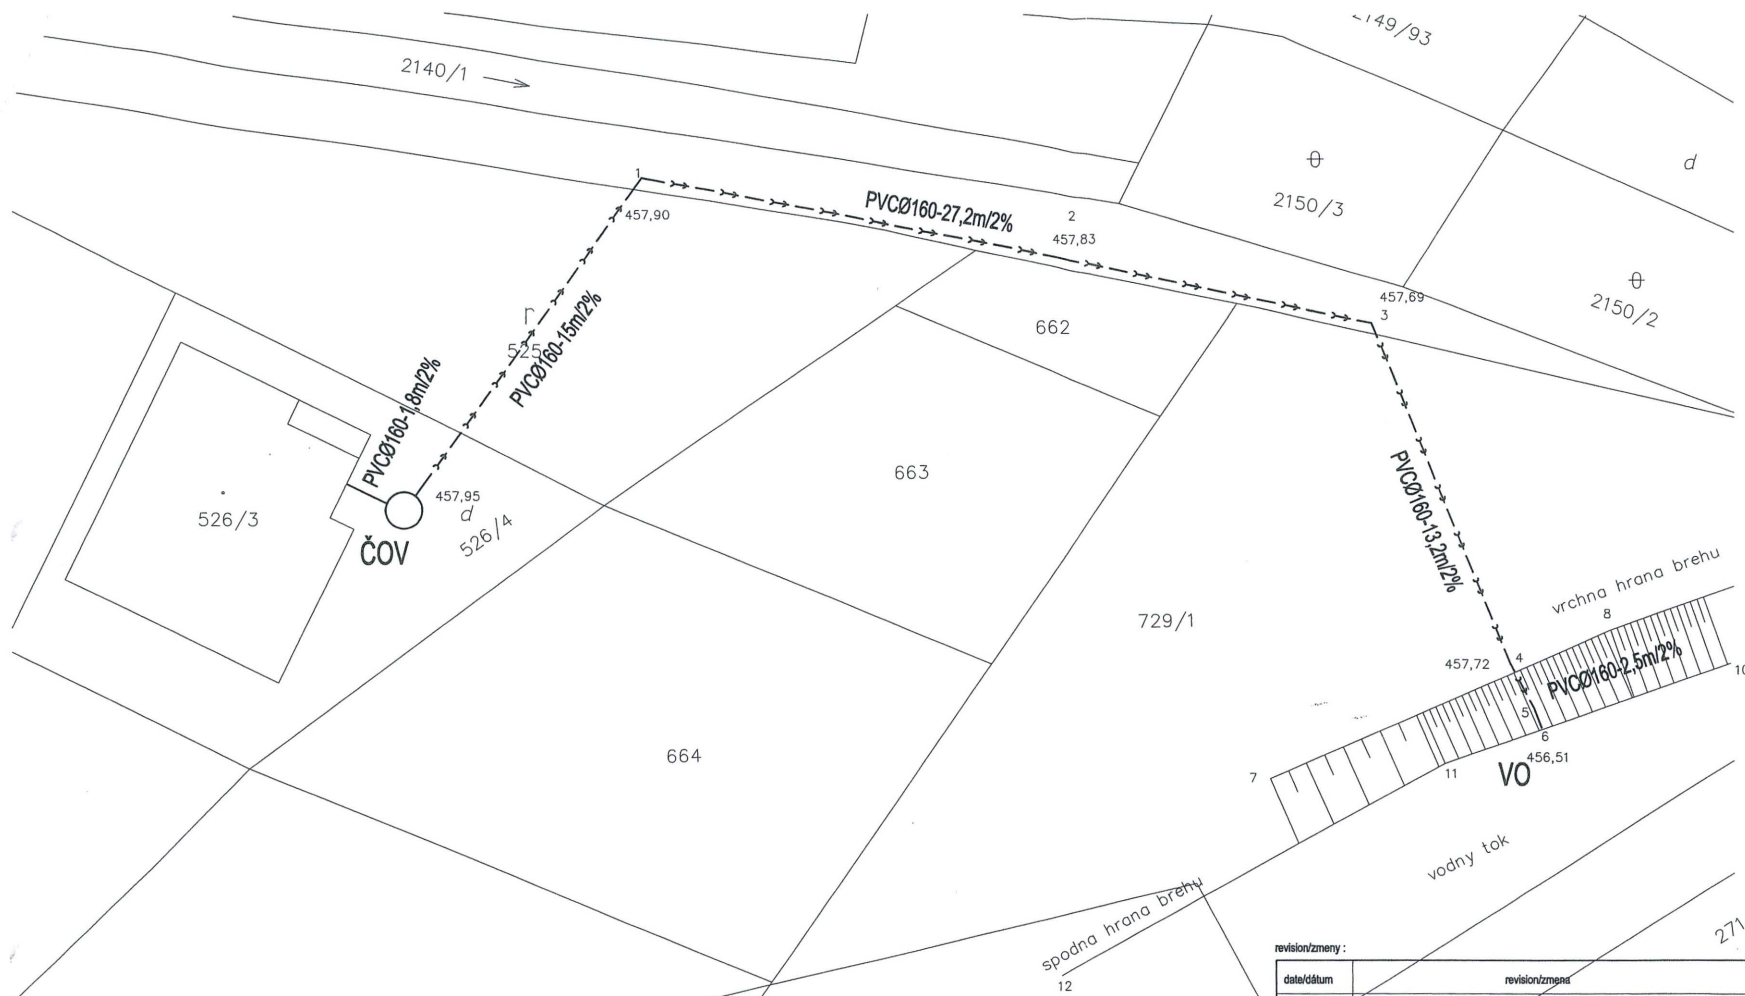 2149/93
2140/1
d
2150/3
1
457,90
PVCØ160-27,2m/2%
2
457,83
2150/2
457,69
3
r
525
PVCØ160-15m/2%
662
PVCØ160-1,8m/2%
663
457,95
d
526/4
526/3
ČOV
PVCØ160-13,2m/2%
vrchna hrana brehu
8
729/1
4
457,72
PVCØ160-2,5m/2%
10
5
6
456,51
VO
664
7
11
vodny tok
spodna hrana brehu
12
271
revision/zmeny :
date/dátum
revision/zmena